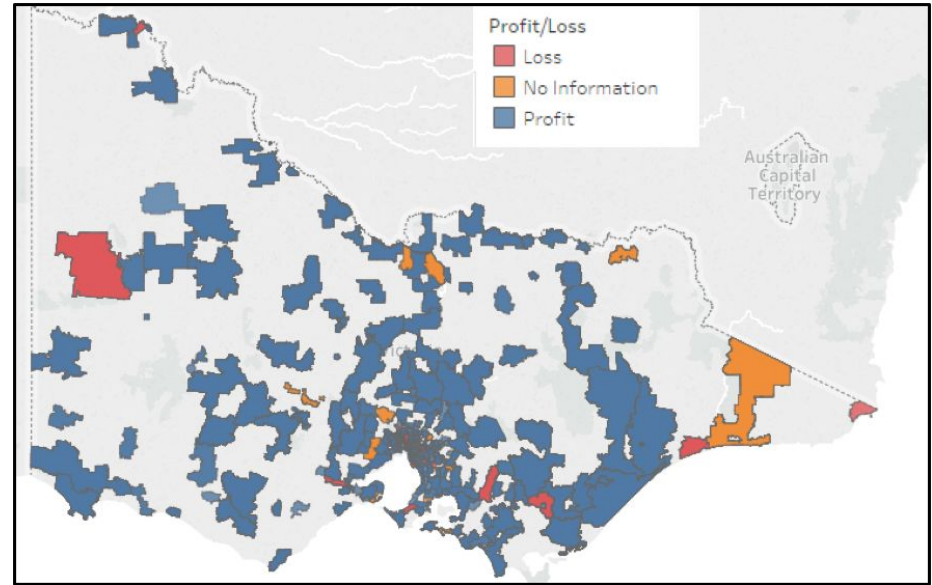 Profit/Loss
Loss
No Information
Profit
Australian
Capital
Territory